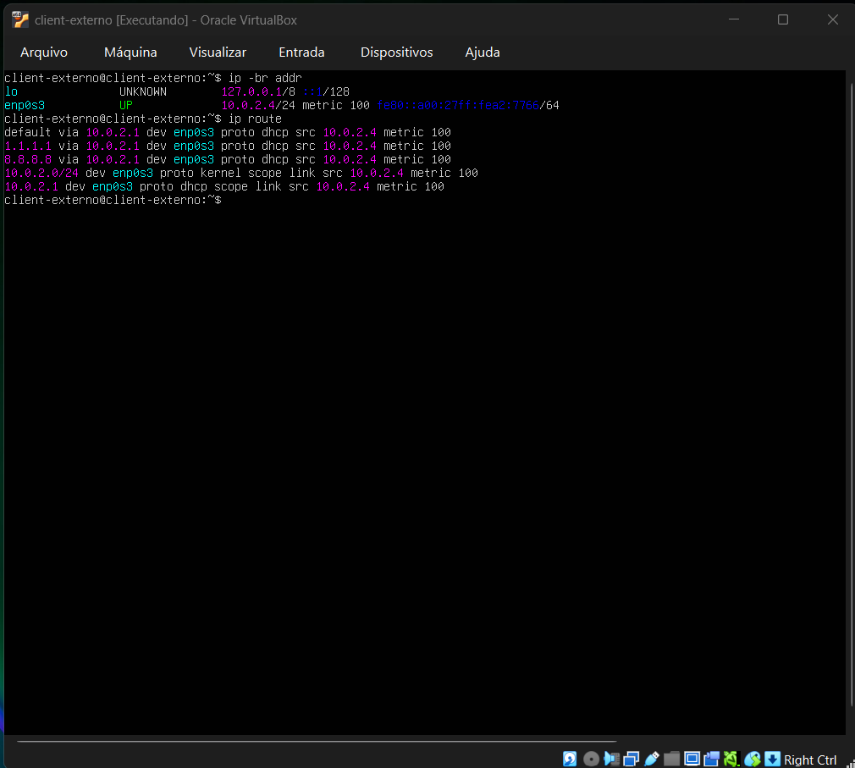 client-externo [Executando] - Oracle VirtualBox
Arquivo Máquina Visualizar Entrada Dispositivos Ajuda
client-externo@client-externo:~$ ip -br addr
lo UNKNOWN 127.0.0.1/8 ::1/128
enp0s3 UP 10.0.2.4/24 metric 100 fe80::a00:27ff:fea2:7766/64
client-externo@client-externo:~$ ip route
default via 10.0.2.1 dev enp0s3 proto dhcp src 10.0.2.4 metric 100
1.1.1.1 via 10.0.2.1 dev enp0s3 proto dhcp src 10.0.2.4 metric 100
8.8.8.8 via 10.0.2.1 dev enp0s3 proto dhcp src 10.0.2.4 metric 100
10.0.2.0/24 dev enp0s3 proto kernel scope link src 10.0.2.4 metric 100
10.0.2.1 dev enp0s3 proto dhcp scope link src 10.0.2.4 metric 100
client-externo@client-externo:~$
Right Ctrl